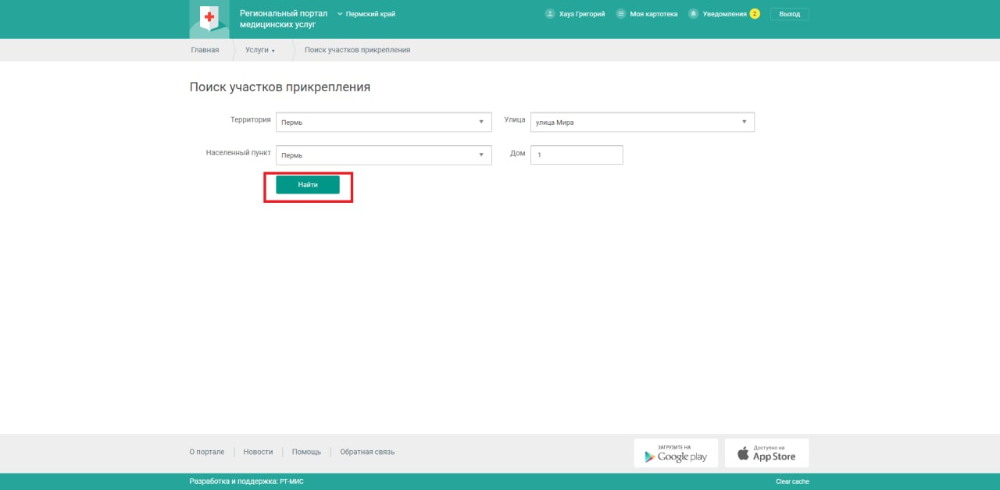 Региональный портал
медицинских услуг
Пермский край
Хауз Григорий
Моя картотека
Уведомления 2
Выход
Главная
Услуги
Поиск участков прикрепления
Поиск участков прикрепления
Территория
Пермь
Улица
улица Мира
Населенный пункт
Пермь
Дом
1
Найти
О портале
Новости
Помощь
Обратная связь
ЗАГРУЗИТЕ НА
Google play
Доступно на
App Store
Разработка и поддержка: РТ-МИС
Clear cache